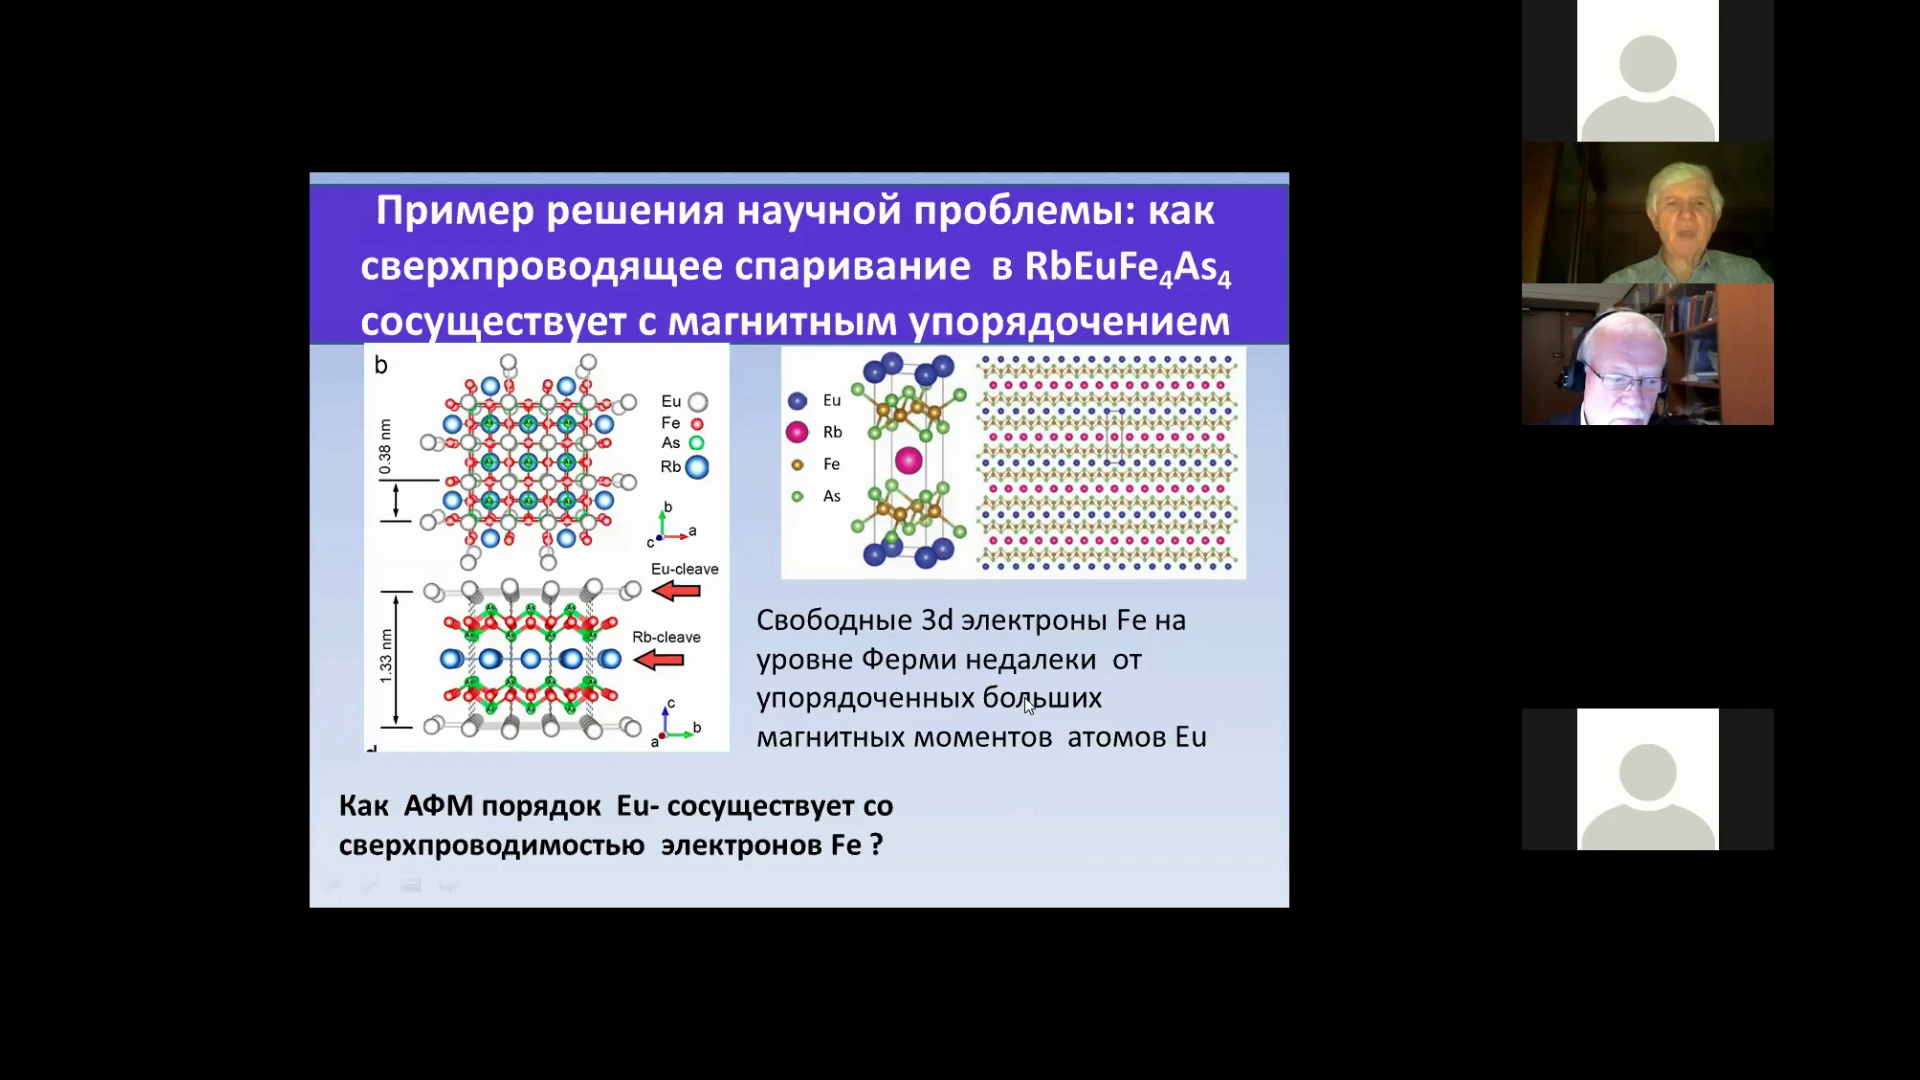 Пример решения научной проблемы: как
сверхпроводящее спаривание в RbEuFe₄As₄
сосуществует с магнитным упорядочением
b
Eu
Fe
As
Rb
0.38 nm
b
a
c
Eu-cleave
Rb-cleave
1.33 nm
c
b
a
Eu
Rb
Fe
As
Свободные 3d электроны Fe на
уровне Ферми недалеки от
упорядоченных больших
магнитных моментов атомов Eu
Как АФМ порядок Eu- сосуществует со
сверхпроводимостью электронов Fe ?